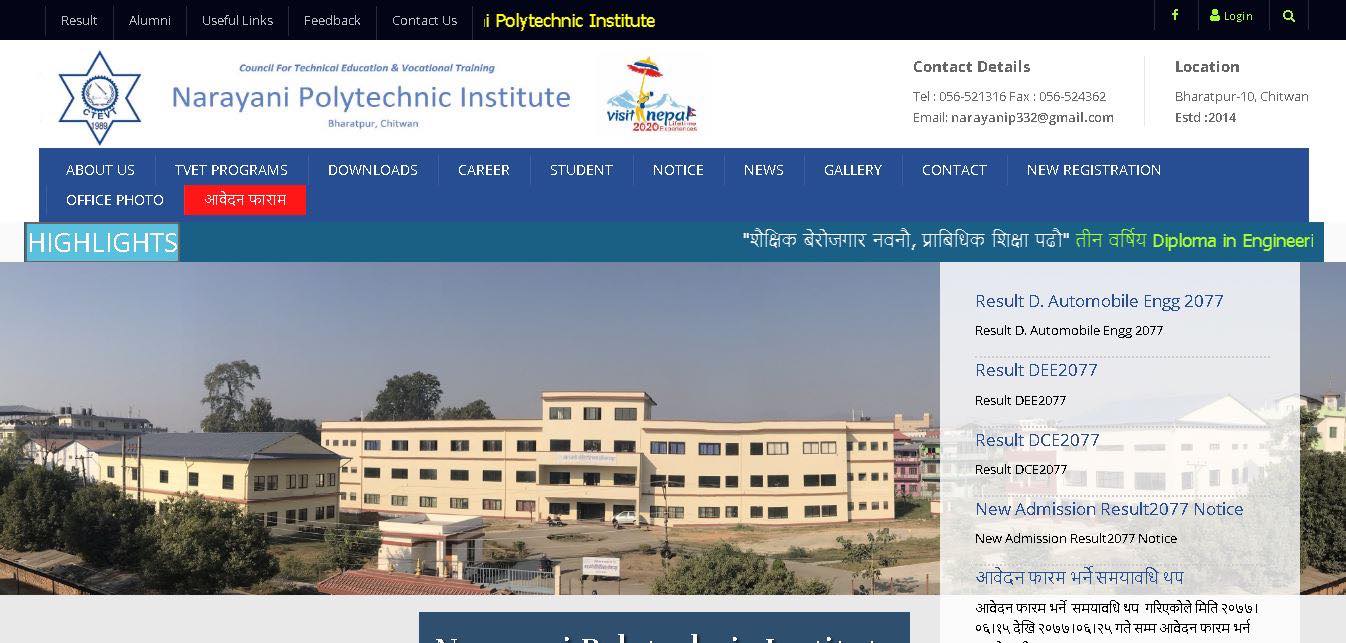 Result Alumni Useful Links Feedback Contact Us i Polytechnic Institute Login
Council For Technical Education & Vocational Training
Narayani Polytechnic Institute
Bharatpur, Chitwan
CTEVT
1989
visit nepal
2020 Lifetime Experiences
Contact Details
Tel : 056-521316 Fax : 056-524362
Email: narayanip332@gmail.com
Location
Bharatpur-10, Chitwan
Estd :2014
ABOUT US TVET PROGRAMS DOWNLOADS CAREER STUDENT NOTICE NEWS GALLERY CONTACT NEW REGISTRATION
OFFICE PHOTO आवेदन फाराम
HIGHLIGHTS "शैक्षिक बेरोजगार नवनौ, प्राबिधिक शिक्षा पढौ" तीन वर्षिय Diploma in Engineeri
Result D. Automobile Engg 2077
Result D. Automobile Engg 2077
Result DEE2077
Result DEE2077
Result DCE2077
Result DCE2077
New Admission Result2077 Notice
New Admission Result2077 Notice
आवेदन फारम भर्ने समयावधि थप
आवेदन फारम भर्ने समयावधि थप गरिएकोले मिति २०७७।
०६।१५ देखि २०७७।०६।२५ गते सम्म आवेदन फारम भर्न
Narayani Polytechnic Institute